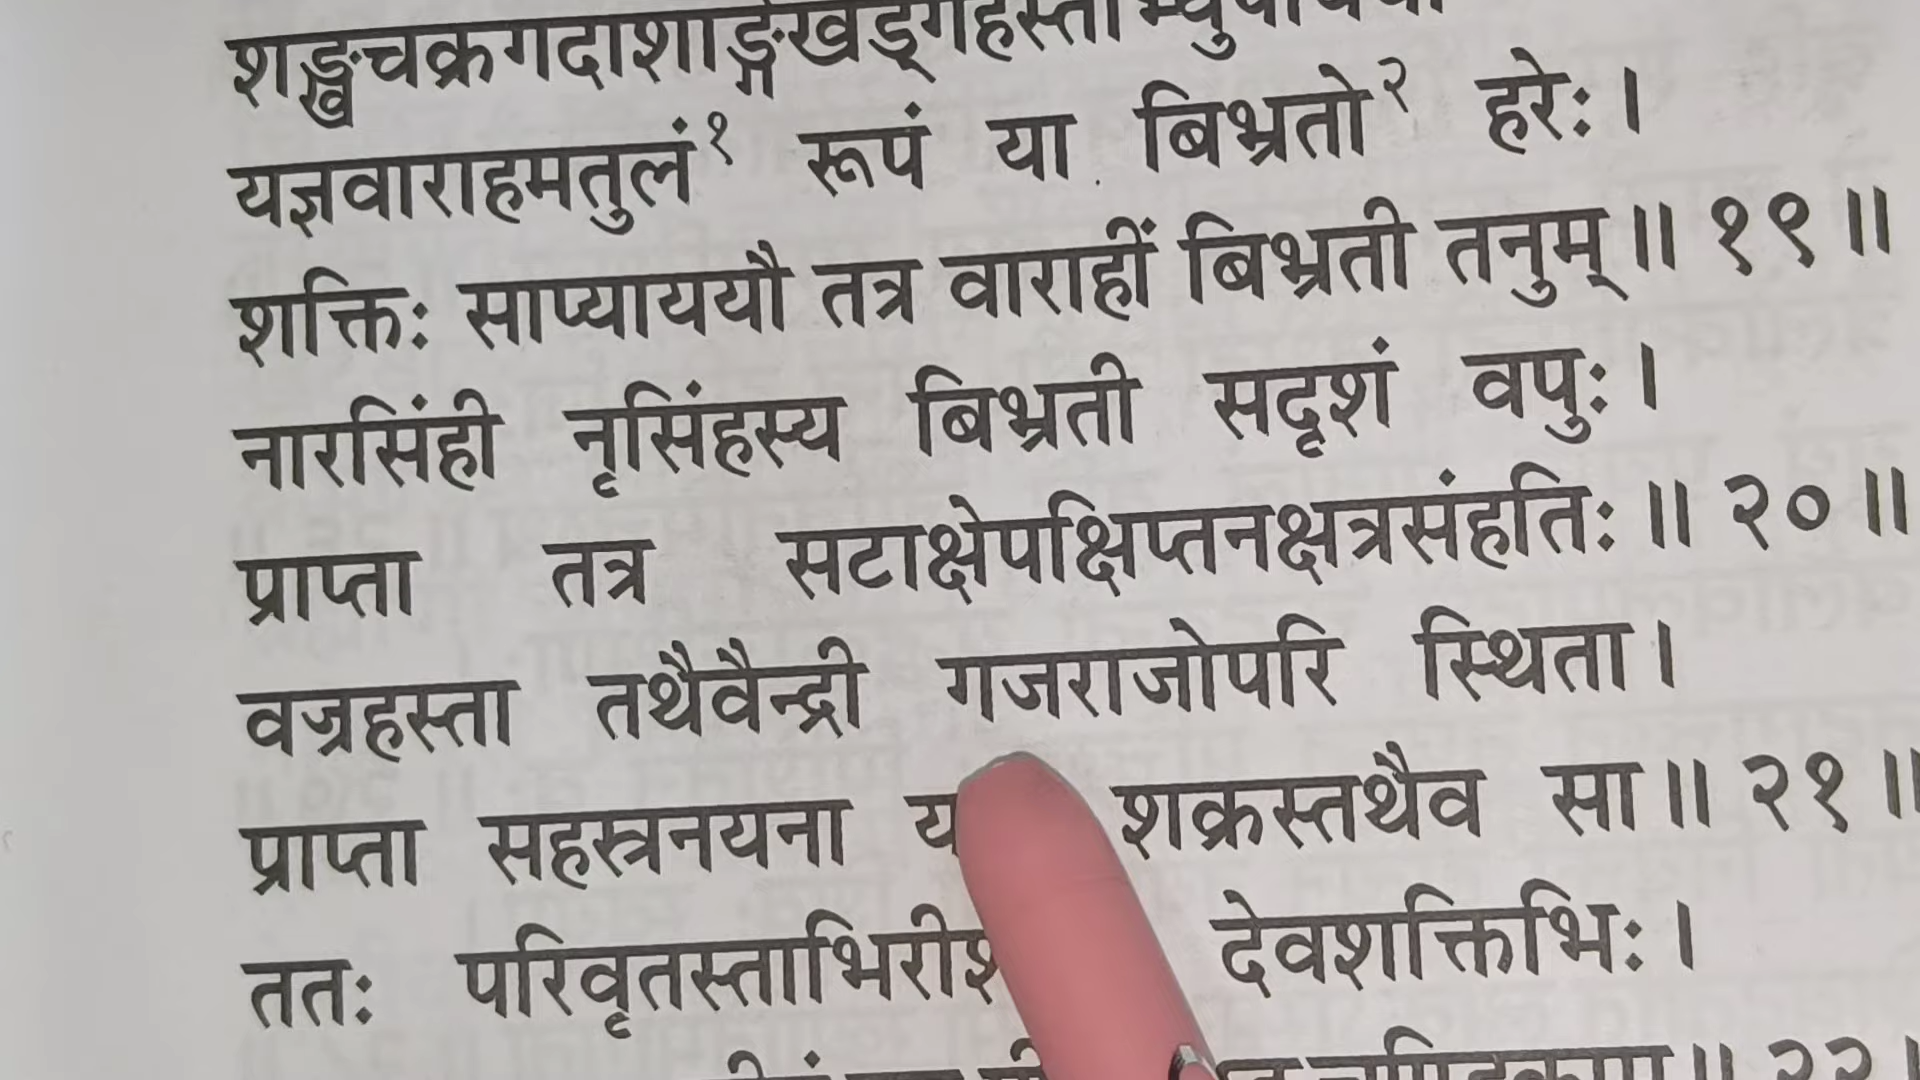 शङ्खचक्रगदाशार्ङ्गखड्गहस्ताभ्युपाययौ
यज्ञवाराहमतुलं१ रूपं या बिभ्रतो२ हरेः।
शक्तिः साप्याययौ तत्र वाराहीं बिभ्रती तनुम्॥ १९ ॥
नारसिंही नृसिंहस्य बिभ्रती सदृशं वपुः।
प्राप्ता तत्र सटाक्षेपक्षिप्तनक्षत्रसंहतिः॥ २० ॥
वज्रहस्ता तथैवैन्द्री गजराजोपरि स्थिता।
प्राप्ता सहस्रनयना शक्रस्तथैव सा॥ २१ ॥
ततः देवशक्तिभिः।
॥ २२